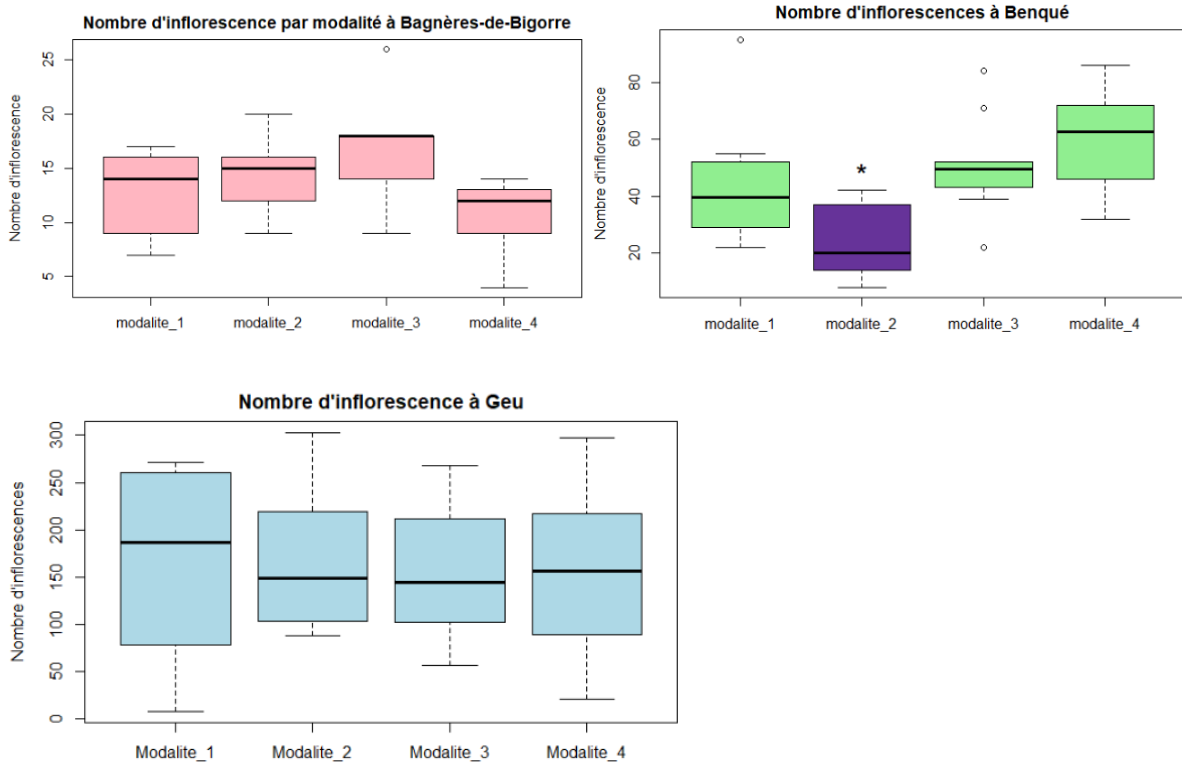 Nombre d'inflorescence par modalité à Bagnères-de-Bigorre
Nombre d'inflorescence
25
20
15
10
5
modalite_1 modalite_2 modalite_3 modalite_4
Nombre d'inflorescences à Benqué
Nombre d'inflorescence
80
60
40
20
*
modalite_1 modalite_2 modalite_3 modalite_4
Nombre d'inflorescence à Geu
Nombre d'inflorescences
300
250
200
150
100
50
0
Modalite_1 Modalite_2 Modalite_3 Modalite_4